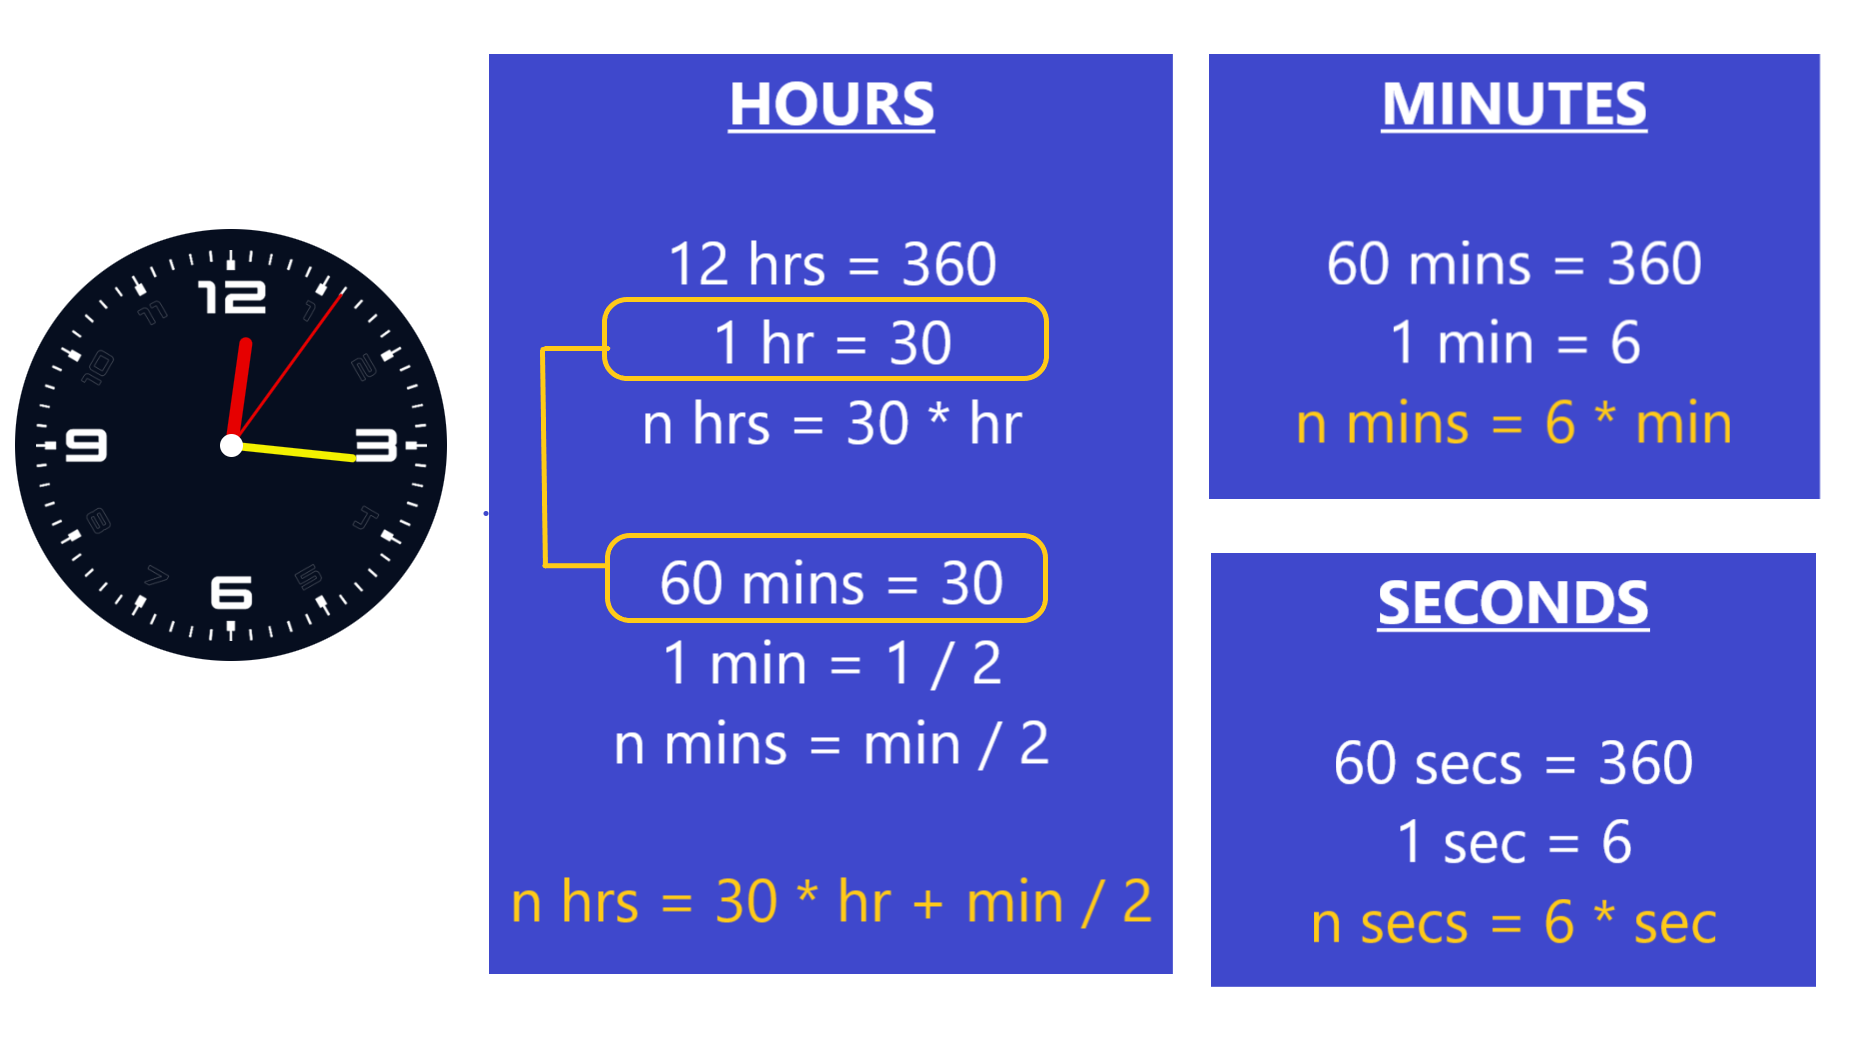 12
11
1
10
2
9
3
8
4
7
5
6
HOURS
12 hrs = 360
1 hr = 30
n hrs = 30 * hr
60 mins = 30
1 min = 1 / 2
n mins = min / 2
n hrs = 30 * hr + min / 2
MINUTES
60 mins = 360
1 min = 6
n mins = 6 * min
SECONDS
60 secs = 360
1 sec = 6
n secs = 6 * sec